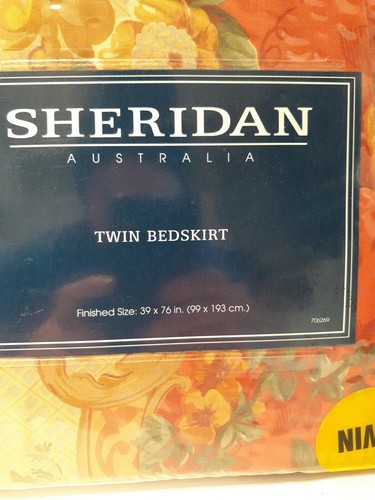 SHERIDAN
AUSTRALIA
TWIN BEDSKIRT
Finished Size: 39 x 76 in. (99 x 193 cm.)
706269